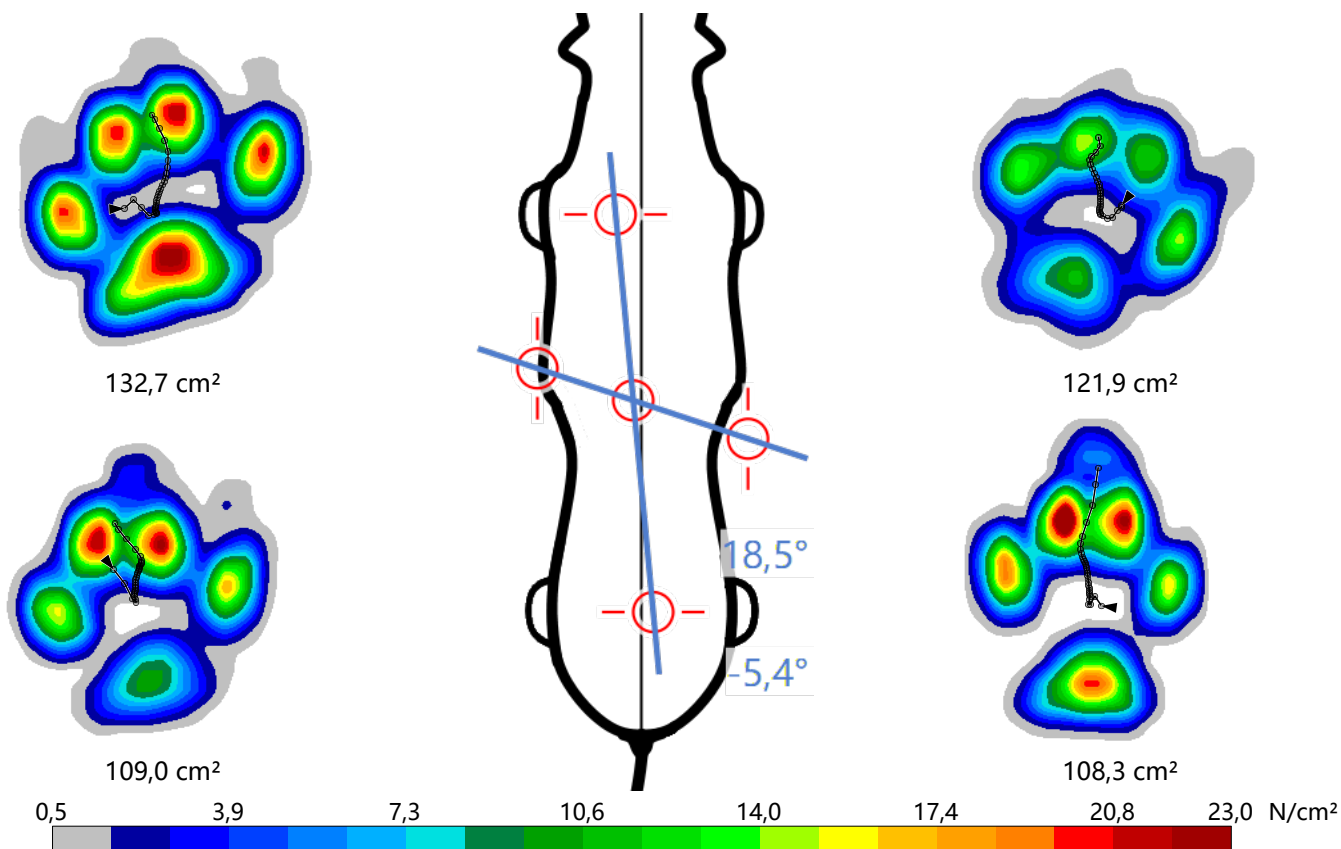 132,7 cm²
121,9 cm²
18,5°
-5,4°
109,0 cm²
108,3 cm²
0,5 3,9 7,3 10,6 14,0 17,4 20,8 23,0 N/cm²